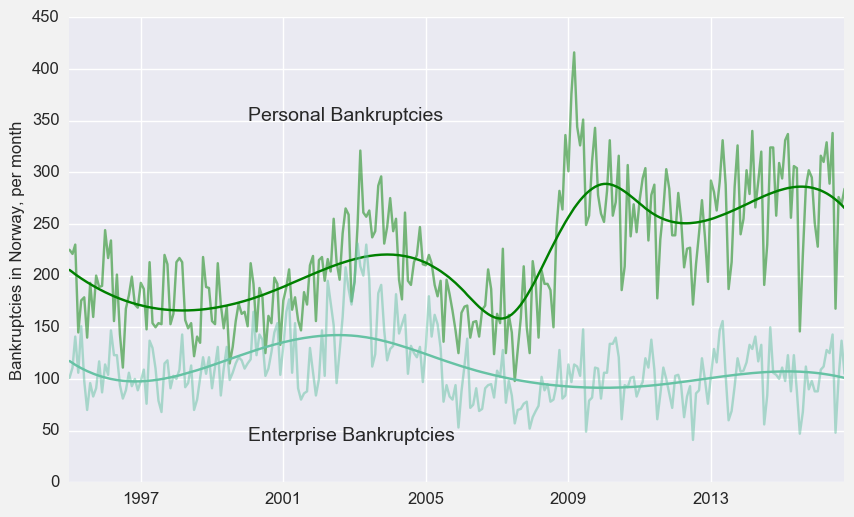 Bankruptcies in Norway, per month
450
400
350
300
250
200
150
100
50
0
Personal Bankruptcies
Enterprise Bankruptcies
1997 2001 2005 2009 2013